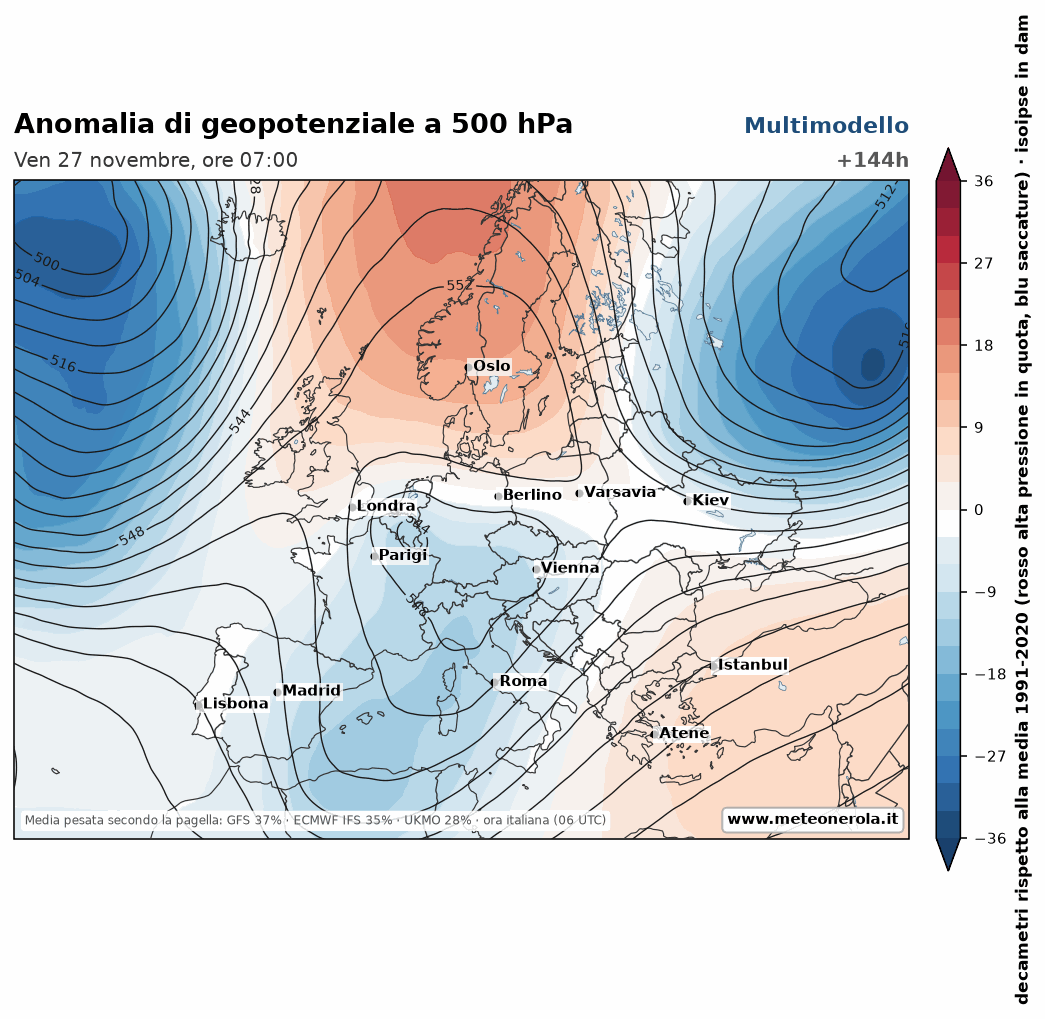 Anomalia di geopotenziale a 500 hPa
Multimodello
Ven 27 novembre, ore 07:00
+144h
512
500
504
552
516
516
544
Oslo
548
Londra
Berlino
Varsavia
Kiev
544
Parigi
Vienna
548
Istanbul
Roma
Madrid
Lisbona
Atene
Media pesata secondo la pagella: GFS 37% · ECMWF IFS 35% · UKMO 28% · ora italiana (06 UTC)
www.meteonerola.it
36
27
18
9
0
−9
−18
−27
−36
decametri rispetto alla media 1991-2020 (rosso alta pressione in quota, blu saccature) · isoipse in dam